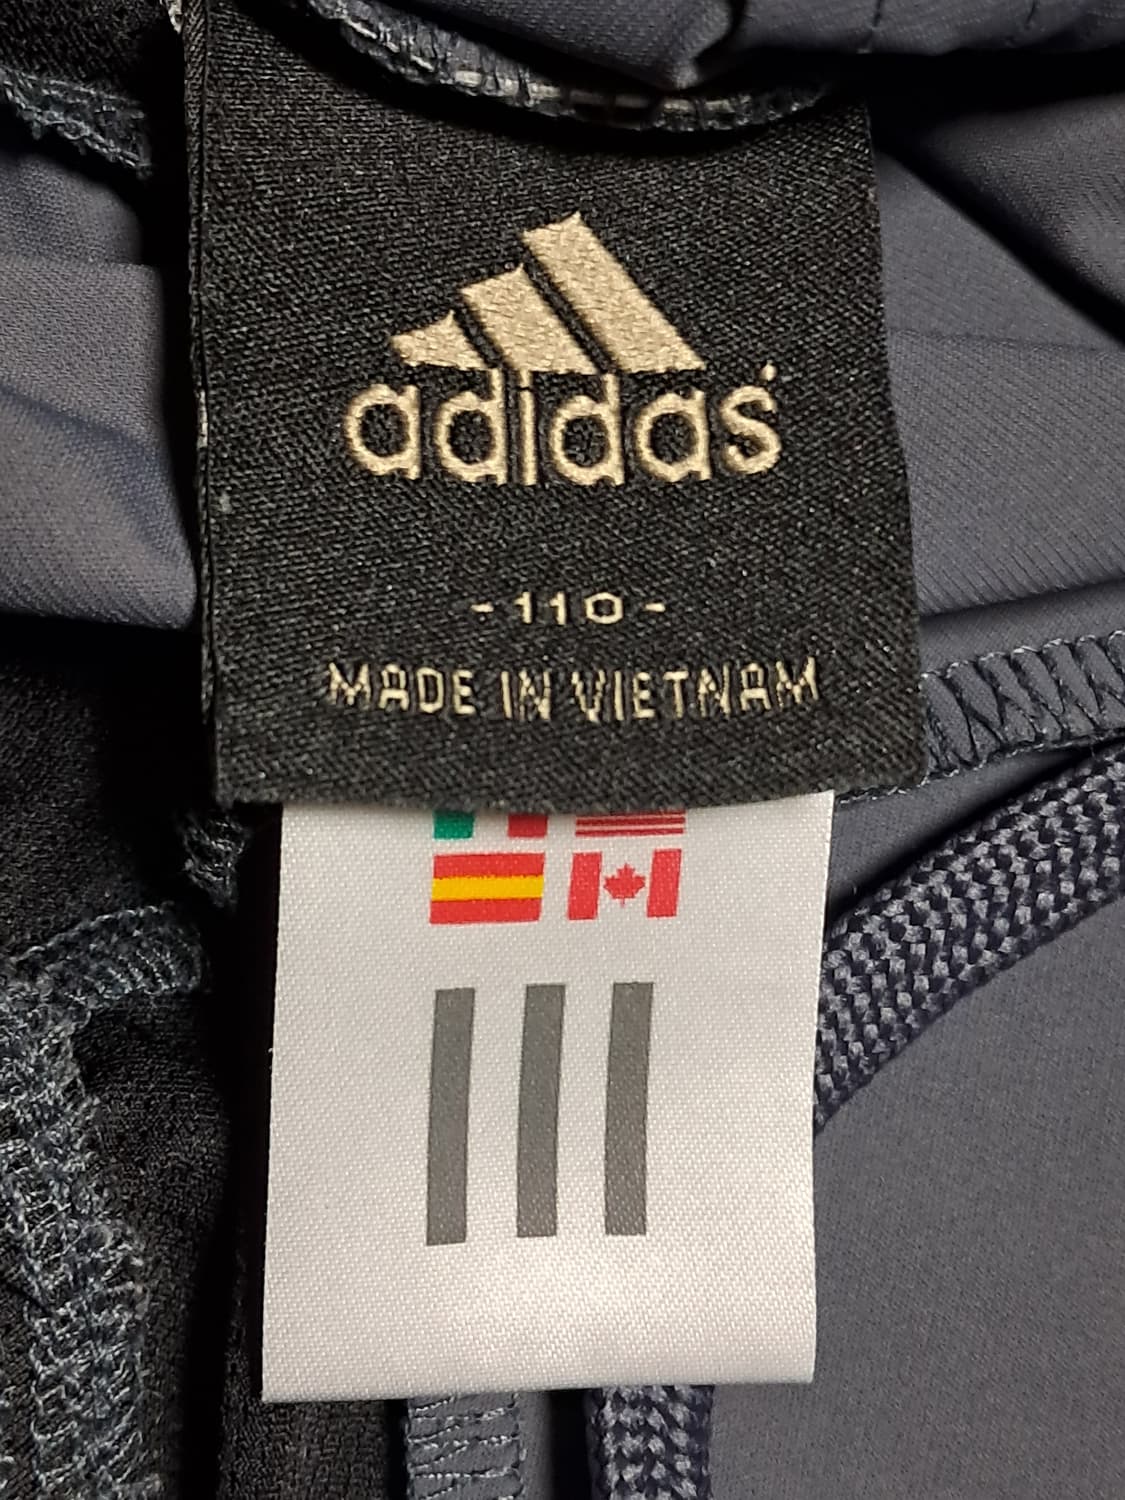 adidas
-110-
MADE IN VIETNAM